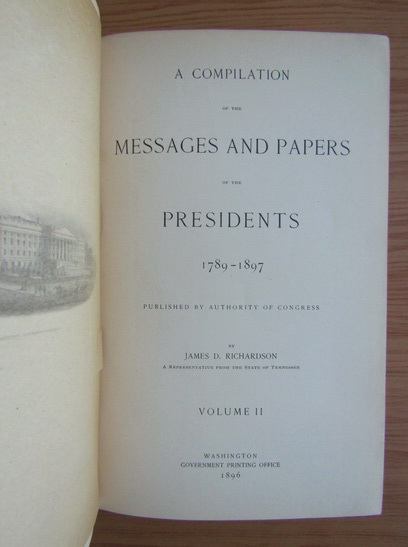 A COMPILATION
OF THE
MESSAGES AND PAPERS
OF THE
PRESIDENTS
1789-1897
PUBLISHED BY AUTHORITY OF CONGRESS
BY
JAMES D. RICHARDSON
A REPRESENTATIVE FROM THE STATE OF TENNESSEE
VOLUME II
WASHINGTON
GOVERNMENT PRINTING OFFICE
1896